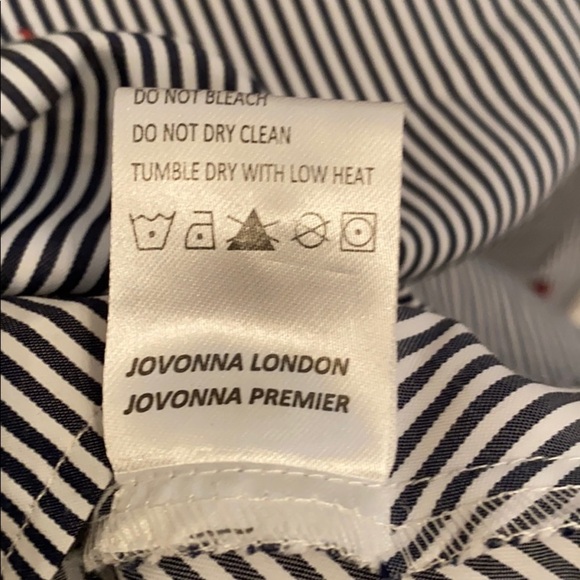 DO NOT BLEACH
DO NOT DRY CLEAN
TUMBLE DRY WITH LOW HEAT
JOVONNA LONDON
JOVONNA PREMIER